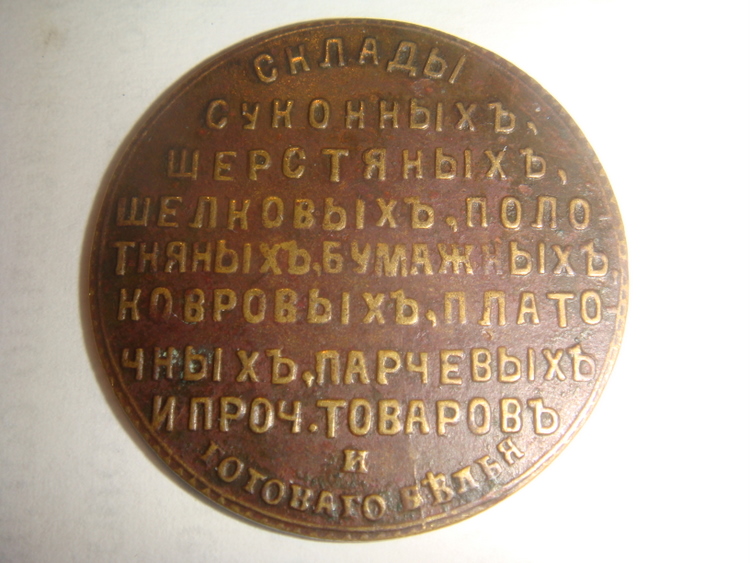 СКЛАДЫ
СУКОННЫХЪ,
ШЕРСТЯНЫХЪ,
ШЕЛКОВЫХЪ, ПОЛО-
ТНЯНЫХЪ, БУМАЖНЫХЪ,
КОВРОВЫХЪ, ПЛАТО
ЧНЫХЪ, ПАРЧЕВЫХЪ
И ПРОЧ. ТОВАРОВЪ
И
ГОТОВАГО БѢЛЬЯ